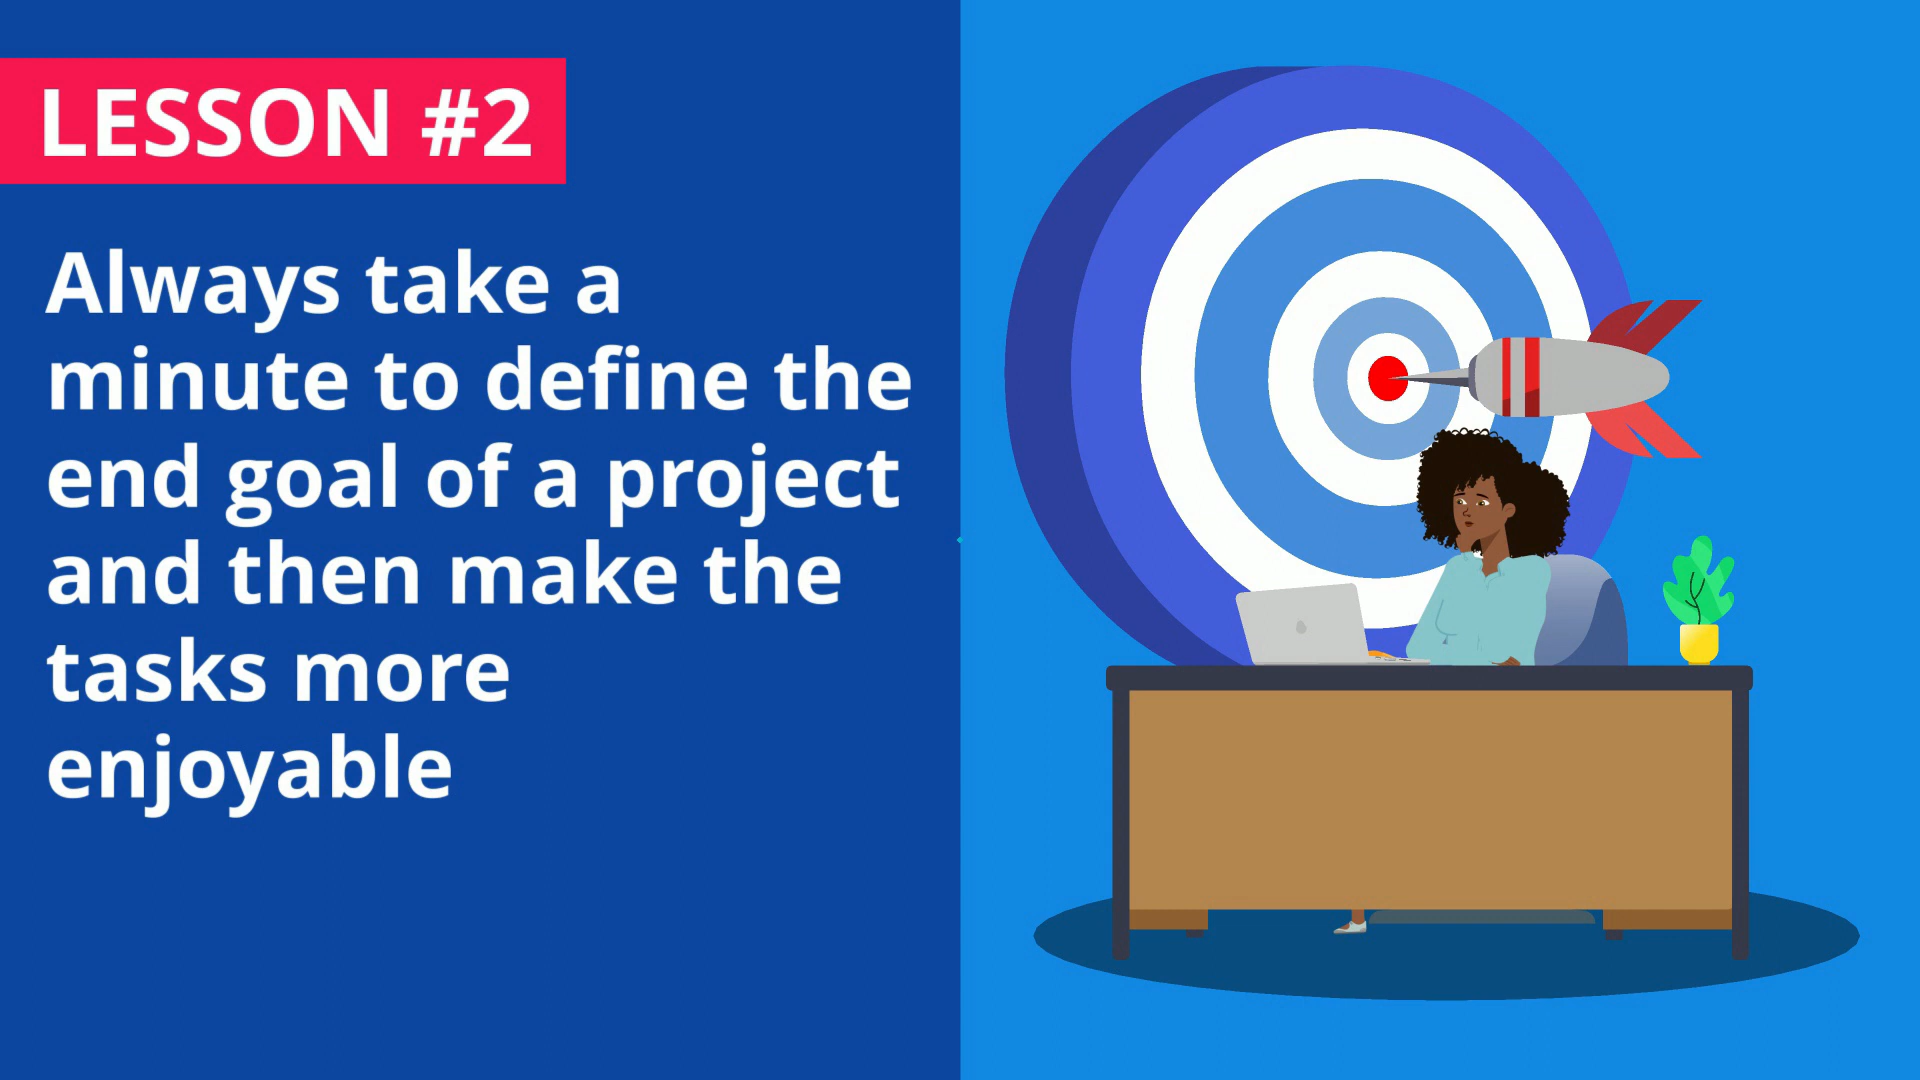 LESSON #2
Always take a
minute to define the
end goal of a project
and then make the
tasks more
enjoyable